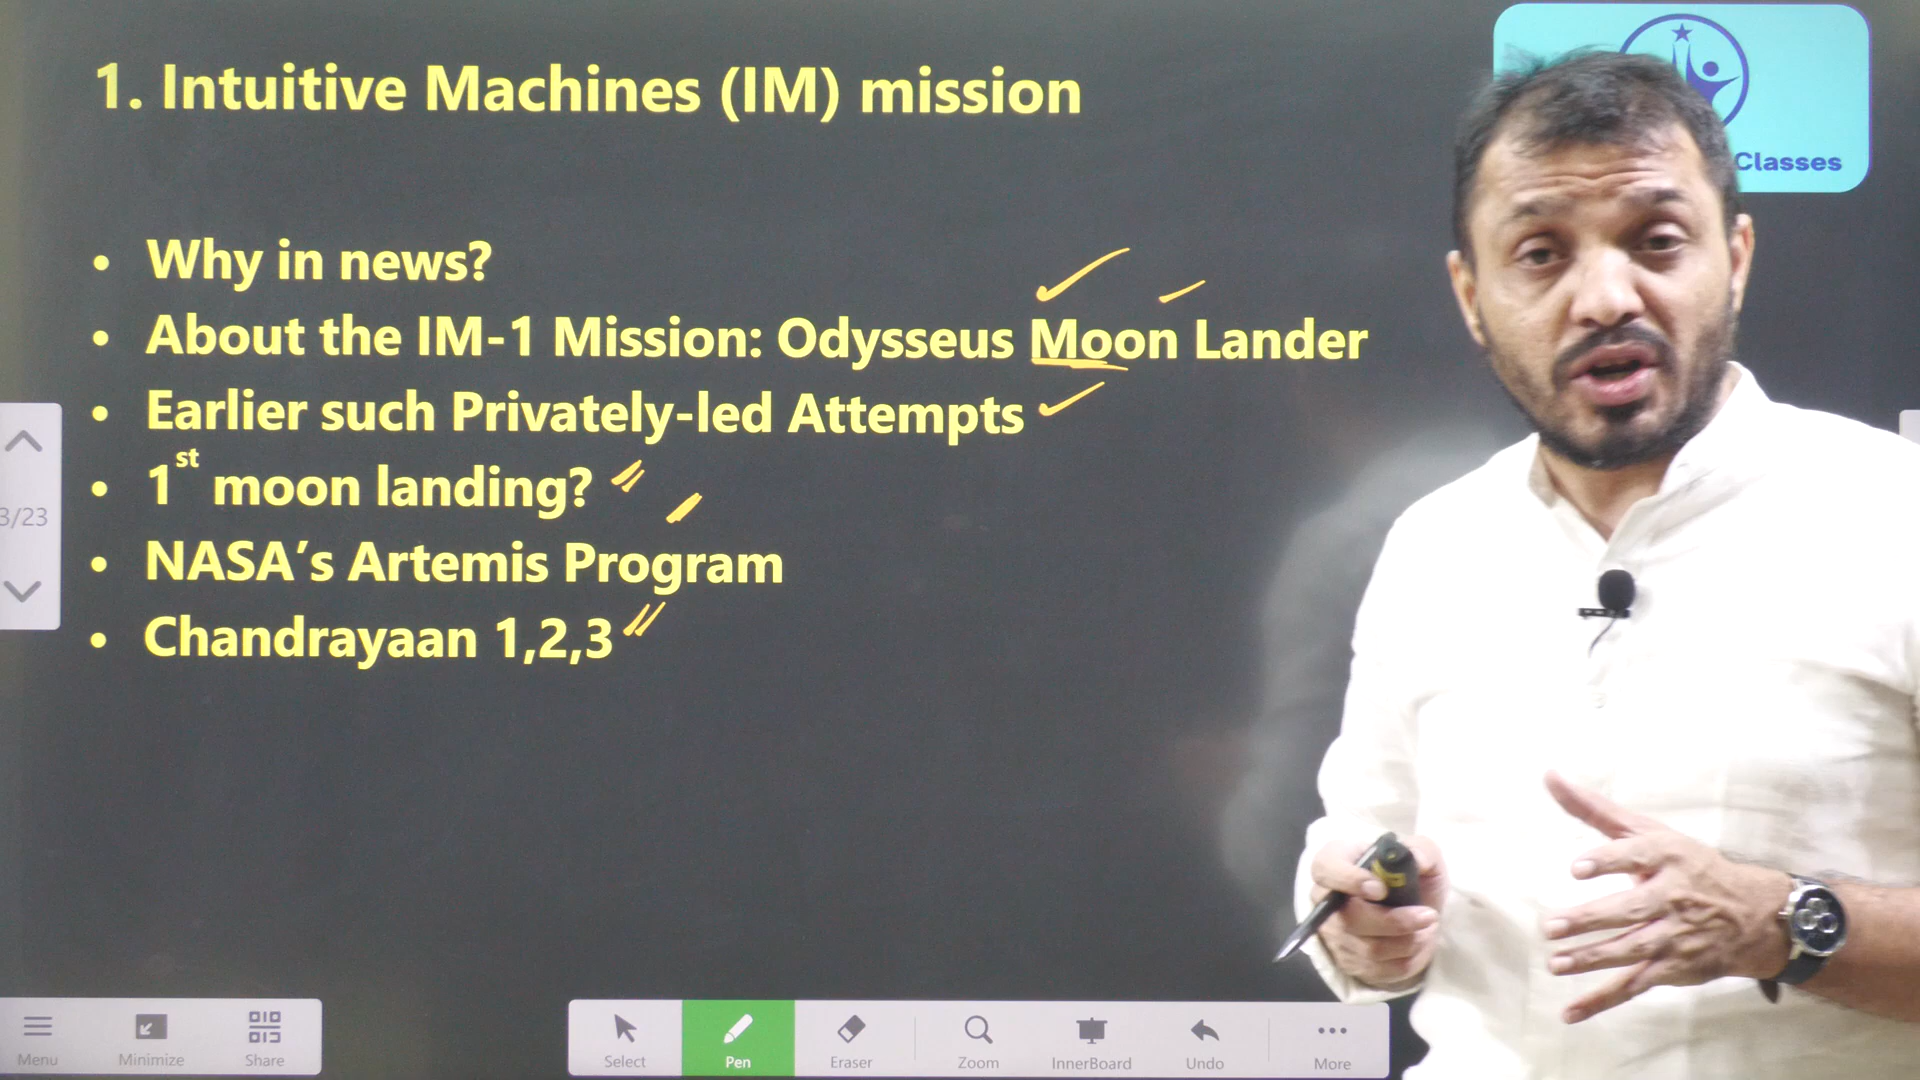 1. Intuitive Machines (IM) mission
Classes
• Why in news?
• About the IM-1 Mission: Odysseus Moon Lander
• Earlier such Privately-led Attempts
• 1st moon landing?
• NASA’s Artemis Program
• Chandrayaan 1,2,3
3/23
Menu Minimize Share Select Pen Eraser Zoom InnerBoard Undo More